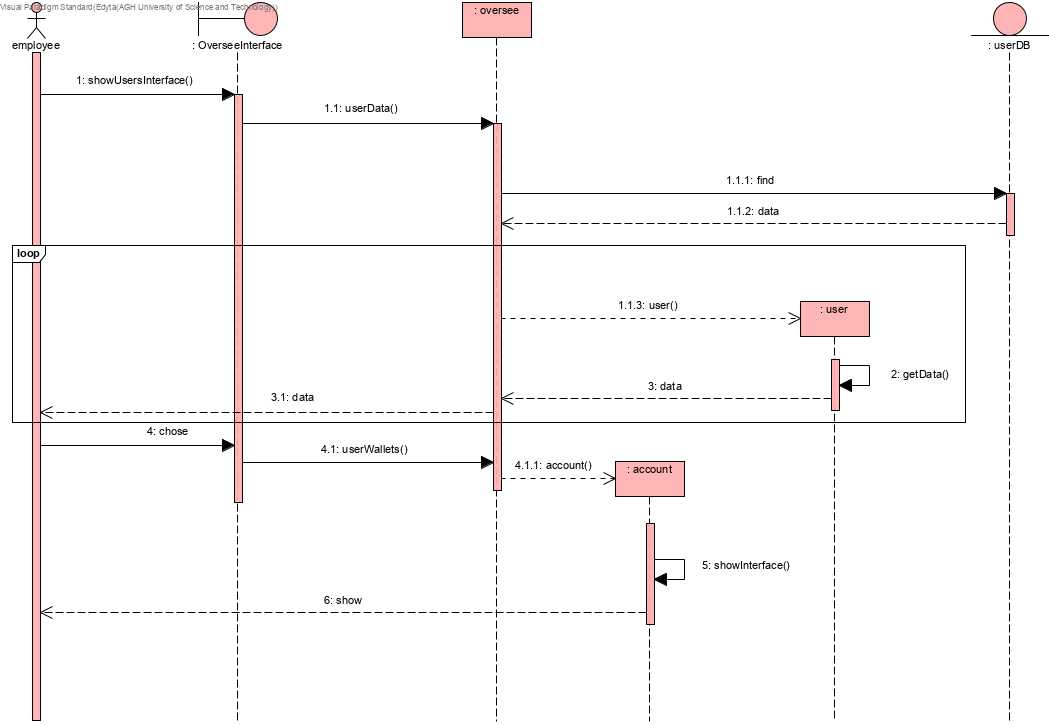 Visual Paradigm Standard(Edyta(AGH University of Science and Technology))
employee
: OverseeInterface
: oversee
: userDB
1: showUsersInterface()
1.1: userData()
1.1.1: find
1.1.2: data
loop
1.1.3: user()
: user
2: getData()
3: data
3.1: data
4: chose
4.1: userWallets()
4.1.1: account()
: account
5: showInterface()
6: show